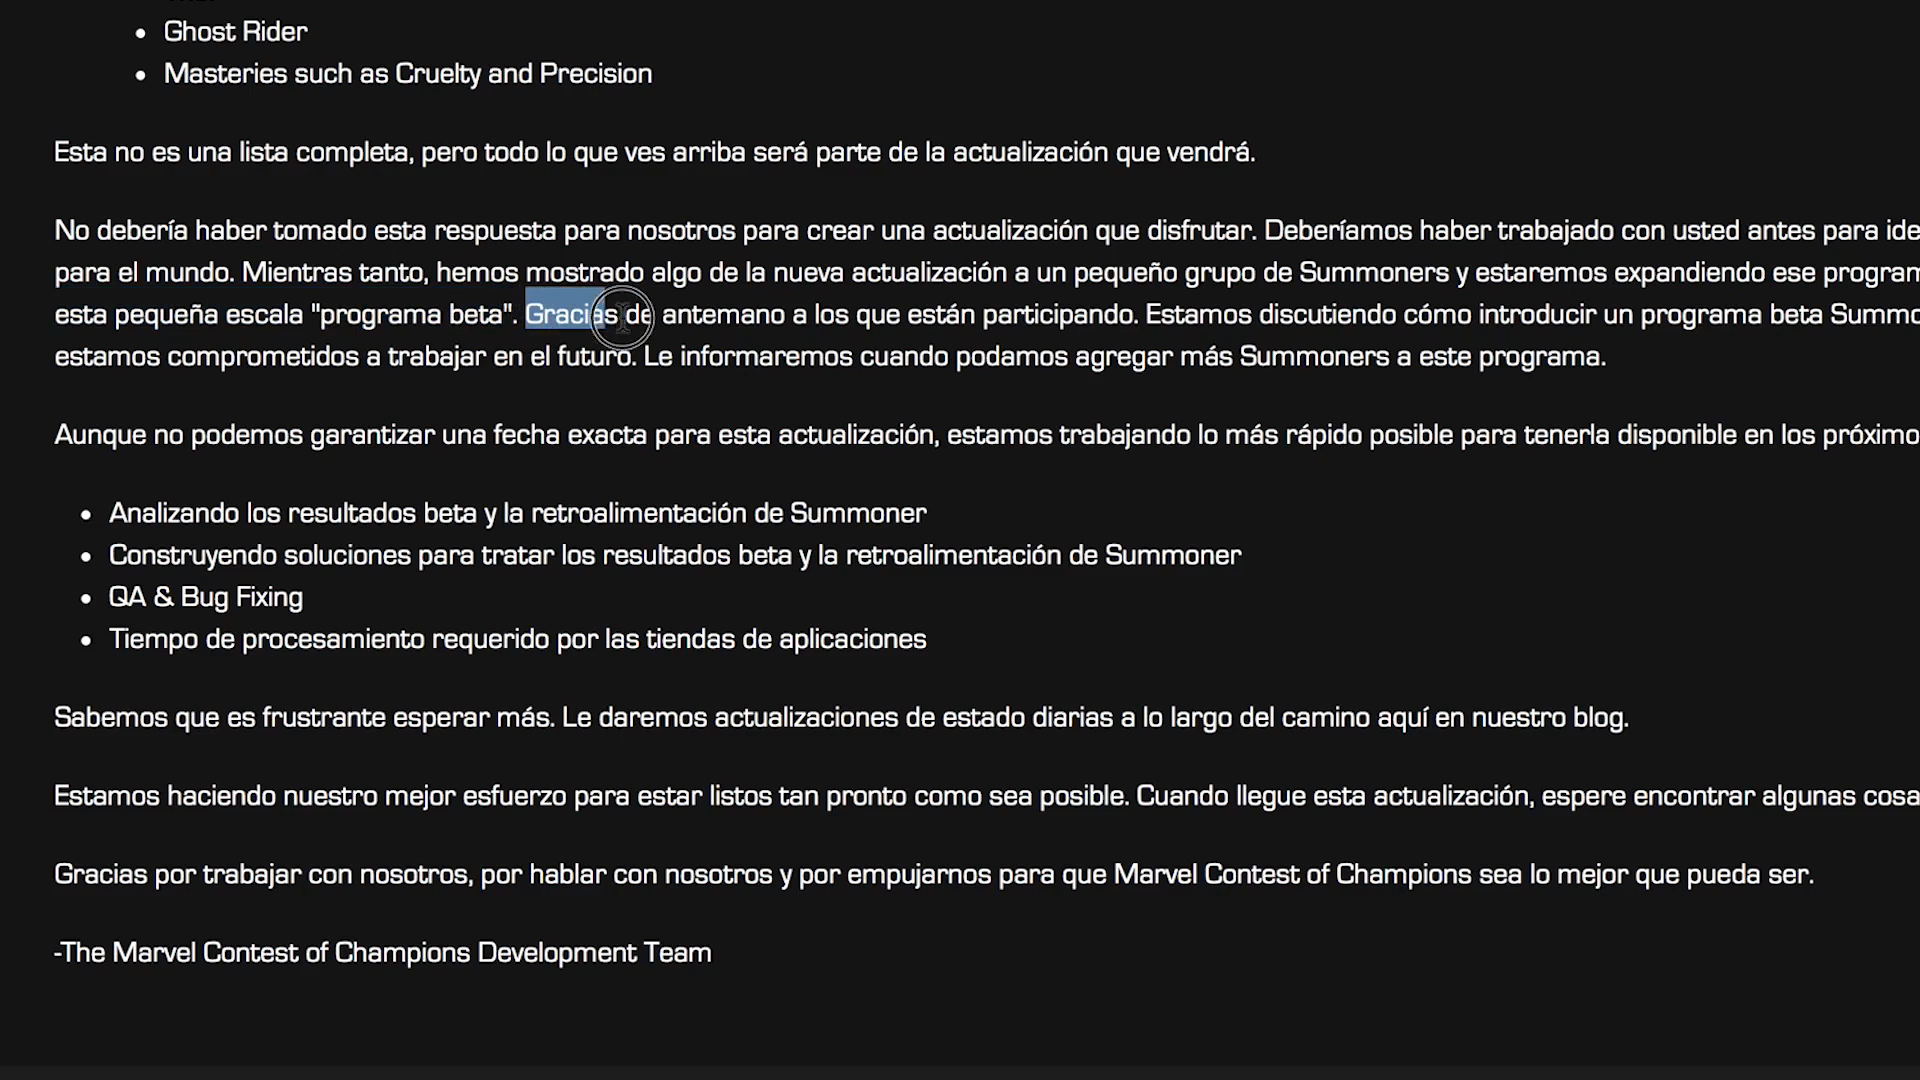 Ghost Rider
Masteries such as Cruelty and Precision
Esta no es una lista completa, pero todo lo que ves arriba será parte de la actualización que vendrá.
No debería haber tomado esta respuesta para nosotros para crear una actualización que disfrutar. Deberíamos haber trabajado con usted antes para
para el mundo. Mientras tanto, hemos mostrado algo de la nueva actualización a un pequeño grupo de Summoners y estaremos expandiendo ese
esta pequeña escala "programa beta". Gracias de antemano a los que están participando. Estamos discutiendo cómo introducir un programa beta
estamos comprometidos a trabajar en el futuro. Le informaremos cuando podamos agregar más Summoners a este programa.
Aunque no podemos garantizar una fecha exacta para esta actualización, estamos trabajando lo más rápido posible para tenerla disponible en los
Analizando los resultados beta y la retroalimentación de Summoner
Construyendo soluciones para tratar los resultados beta y la retroalimentación de Summoner
QA & Bug Fixing
Tiempo de procesamiento requerido por las tiendas de aplicaciones
Sabemos que es frustrante esperar más. Le daremos actualizaciones de estado diarias a lo largo del camino aquí en nuestro blog.
Estamos haciendo nuestro mejor esfuerzo para estar listos tan pronto como sea posible. Cuando llegue esta actualización, espere encontrar algunas
Gracias por trabajar con nosotros, por hablar con nosotros y por empujarnos para que Marvel Contest of Champions sea lo mejor que pueda ser.
-The Marvel Contest of Champions Development Team